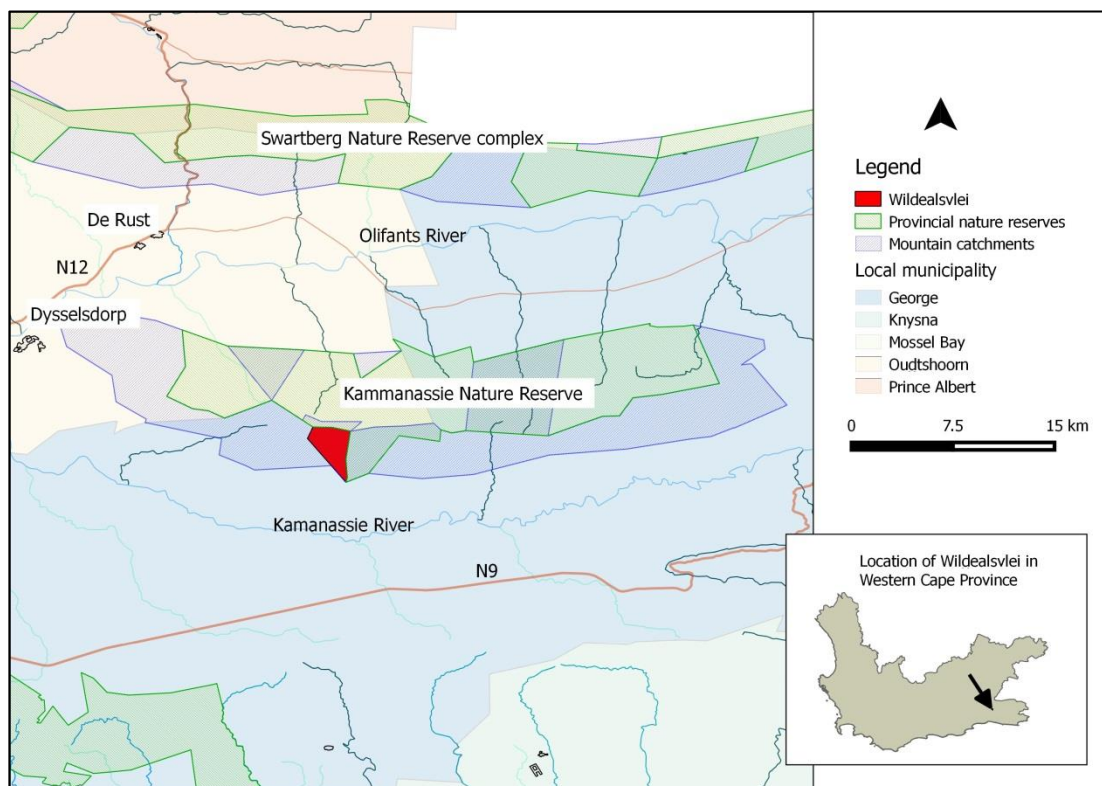 Swartberg Nature Reserve complex
De Rust
Olifants River
N12
Dysselsdorp
Kammanassie Nature Reserve
Kamanassie River
N9
Legend
Wildealsvlei
Provincial nature reserves
Mountain catchments
Local municipality
George
Knysna
Mossel Bay
Oudtshoorn
Prince Albert
0 7.5 15 km
Location of Wildealsvlei in
Western Cape Province